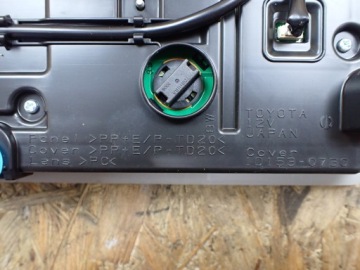 TOYOTA
12V
JAPAN
Panel >PP+E/P-TD20<
Cover >PP+E/P-TD20<
Lens >PC<
Cover